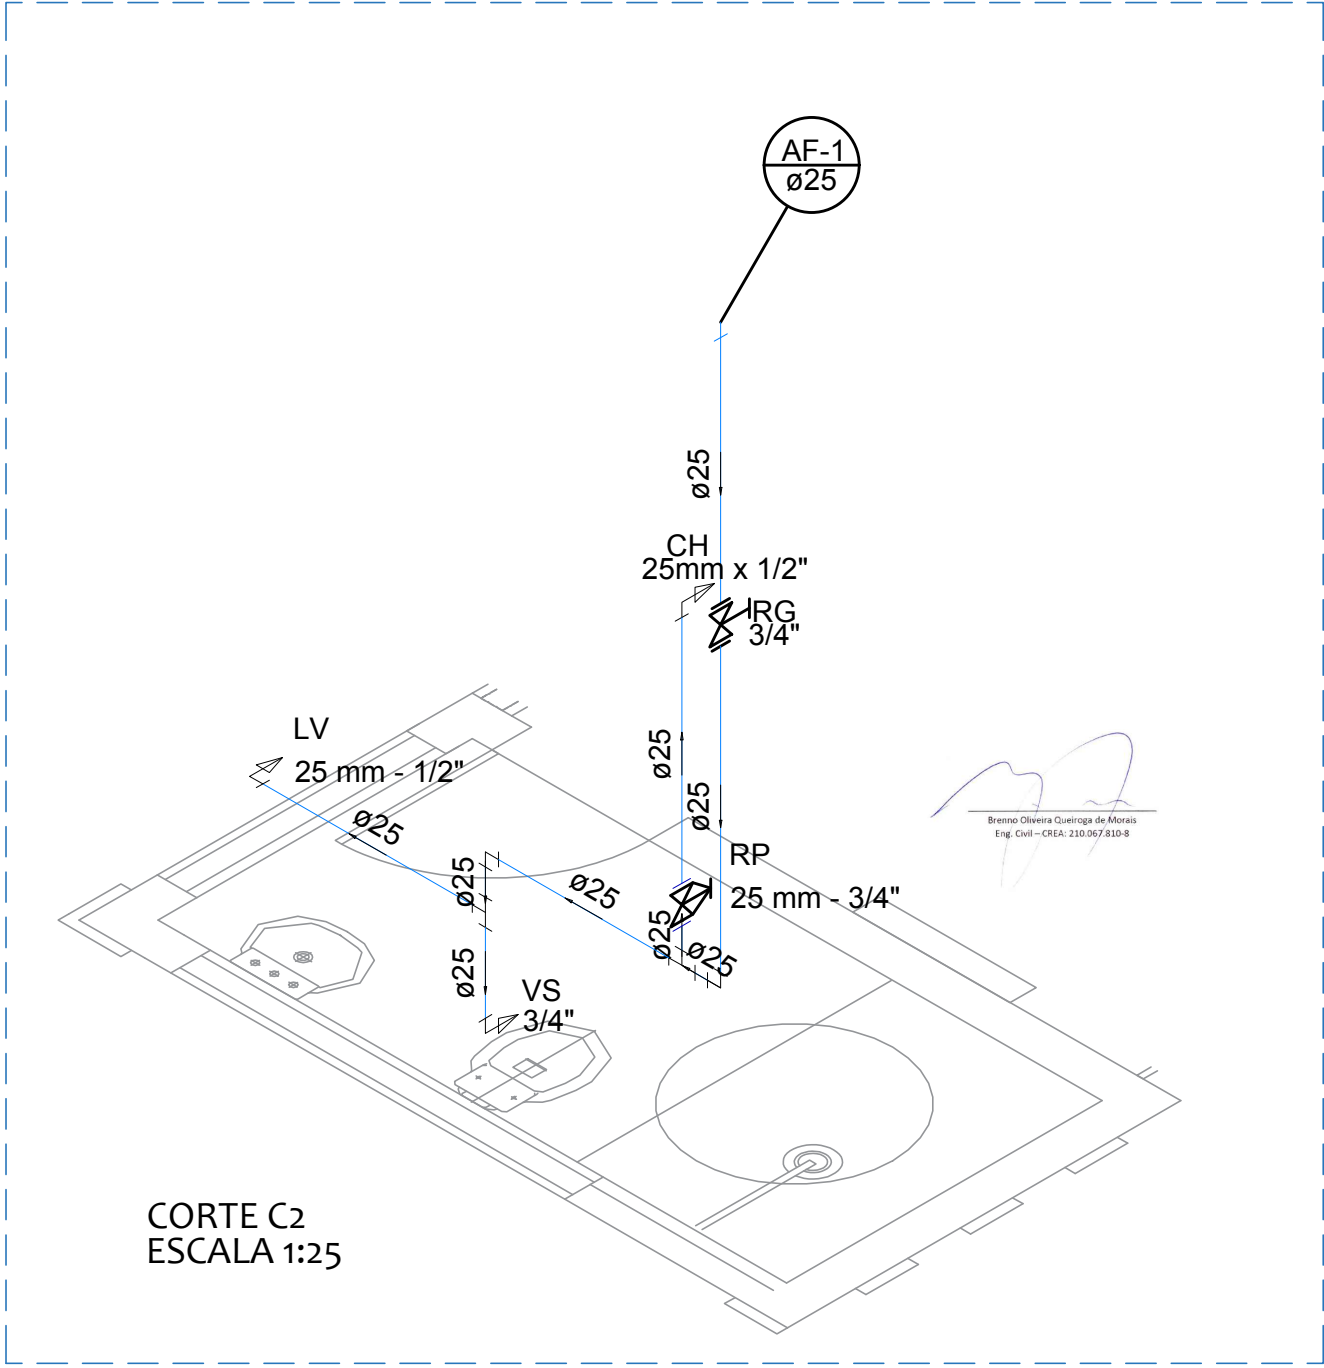 AF-1
ø25
ø25
CH
25mm x 1/2"
RG
3/4"
LV
25 mm - 1/2"
ø25
ø25
ø25
RP
25 mm - 3/4"
ø25
ø25
ø25
ø25
ø25
VS
3/4"
Brenno Oliveira Queiroga de Morais
Eng. Civil – CREA: 210.067.810-8
CORTE C2
ESCALA 1:25